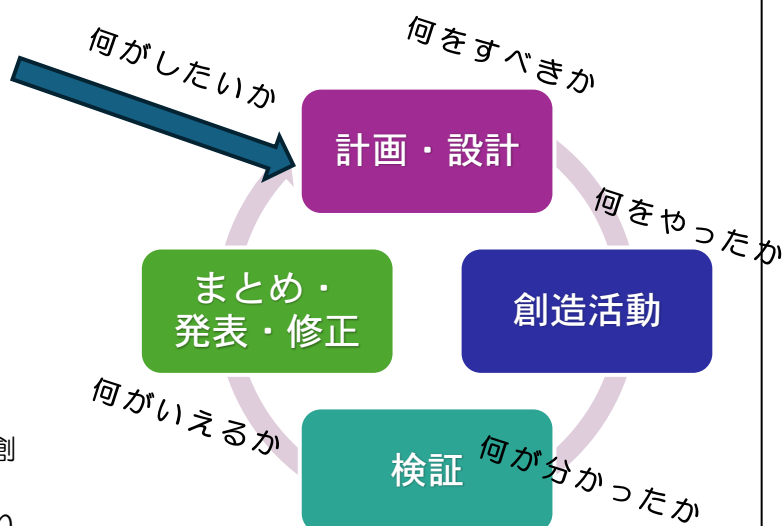 何がしたいか
何をすべきか
計画・設計
何をやったか
まとめ・
発表・修正
創造活動
何がいえるか
検証
何が分かったか
創